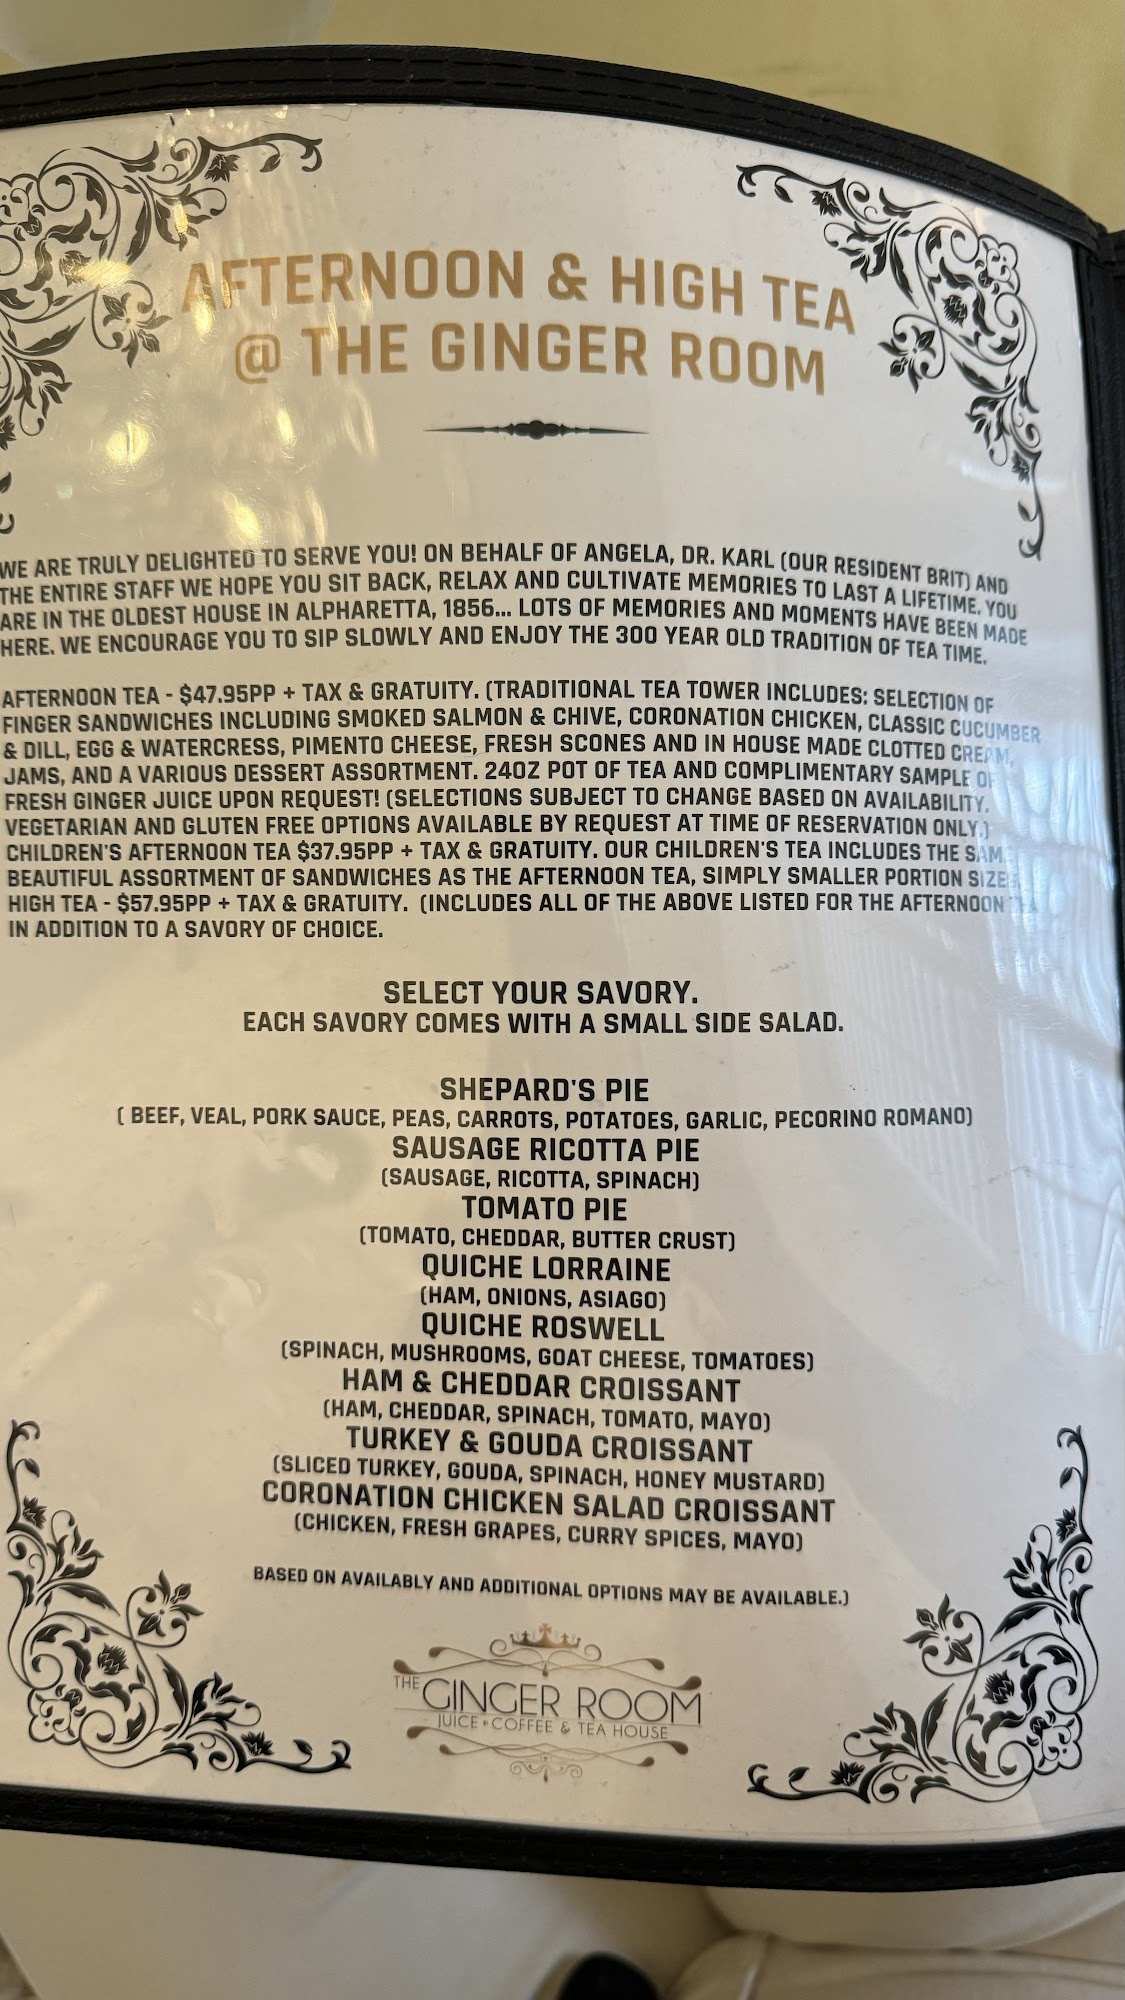 AFTERNOON & HIGH TEA
@ THE GINGER ROOM
WE ARE TRULY DELIGHTED TO SERVE YOU! ON BEHALF OF ANGELA, DR. KARL (OUR RESIDENT BRIT) AND
THE ENTIRE STAFF WE HOPE YOU SIT BACK, RELAX AND CULTIVATE MEMORIES TO LAST A LIFETIME. YOU
ARE IN THE OLDEST HOUSE IN ALPHARETTA, 1856... LOTS OF MEMORIES AND MOMENTS HAVE BEEN MADE
HERE. WE ENCOURAGE YOU TO SIP SLOWLY AND ENJOY THE 300 YEAR OLD TRADITION OF TEA TIME.
AFTERNOON TEA - $47.95PP + TAX & GRATUITY. (TRADITIONAL TEA TOWER INCLUDES: SELECTION OF
FINGER SANDWICHES INCLUDING SMOKED SALMON & CHIVE, CORONATION CHICKEN, CLASSIC CUCUMBER
& DILL, EGG & WATERCRESS, PIMENTO CHEESE, FRESH SCONES AND IN HOUSE MADE CLOTTED CREAM,
JAMS, AND A VARIOUS DESSERT ASSORTMENT. 24OZ POT OF TEA AND COMPLIMENTARY SAMPLE OF
FRESH GINGER JUICE UPON REQUEST! (SELECTIONS SUBJECT TO CHANGE BASED ON AVAILABILITY.
VEGETARIAN AND GLUTEN FREE OPTIONS AVAILABLE BY REQUEST AT TIME OF RESERVATION ONLY.)
CHILDREN'S AFTERNOON TEA $37.95PP + TAX & GRATUITY. OUR CHILDREN'S TEA INCLUDES THE SAME
BEAUTIFUL ASSORTMENT OF SANDWICHES AS THE AFTERNOON TEA, SIMPLY SMALLER PORTION SIZES.
HIGH TEA - $57.95PP + TAX & GRATUITY. (INCLUDES ALL OF THE ABOVE LISTED FOR THE AFTERNOON TEA
IN ADDITION TO A SAVORY OF CHOICE.
SELECT YOUR SAVORY.
EACH SAVORY COMES WITH A SMALL SIDE SALAD.
SHEPARD'S PIE
( BEEF, VEAL, PORK SAUCE, PEAS, CARROTS, POTATOES, GARLIC, PECORINO ROMANO)
SAUSAGE RICOTTA PIE
(SAUSAGE, RICOTTA, SPINACH)
TOMATO PIE
(TOMATO, CHEDDAR, BUTTER CRUST)
QUICHE LORRAINE
(HAM, ONIONS, ASIAGO)
QUICHE ROSWELL
(SPINACH, MUSHROOMS, GOAT CHEESE, TOMATOES)
HAM & CHEDDAR CROISSANT
(HAM, CHEDDAR, SPINACH, TOMATO, MAYO)
TURKEY & GOUDA CROISSANT
(SLICED TURKEY, GOUDA, SPINACH, HONEY MUSTARD)
CORONATION CHICKEN SALAD CROISSANT
(CHICKEN, FRESH GRAPES, CURRY SPICES, MAYO)
BASED ON AVAILABLY AND ADDITIONAL OPTIONS MAY BE AVAILABLE.)
THE GINGER ROOM
JUICE • COFFEE & TEA HOUSE